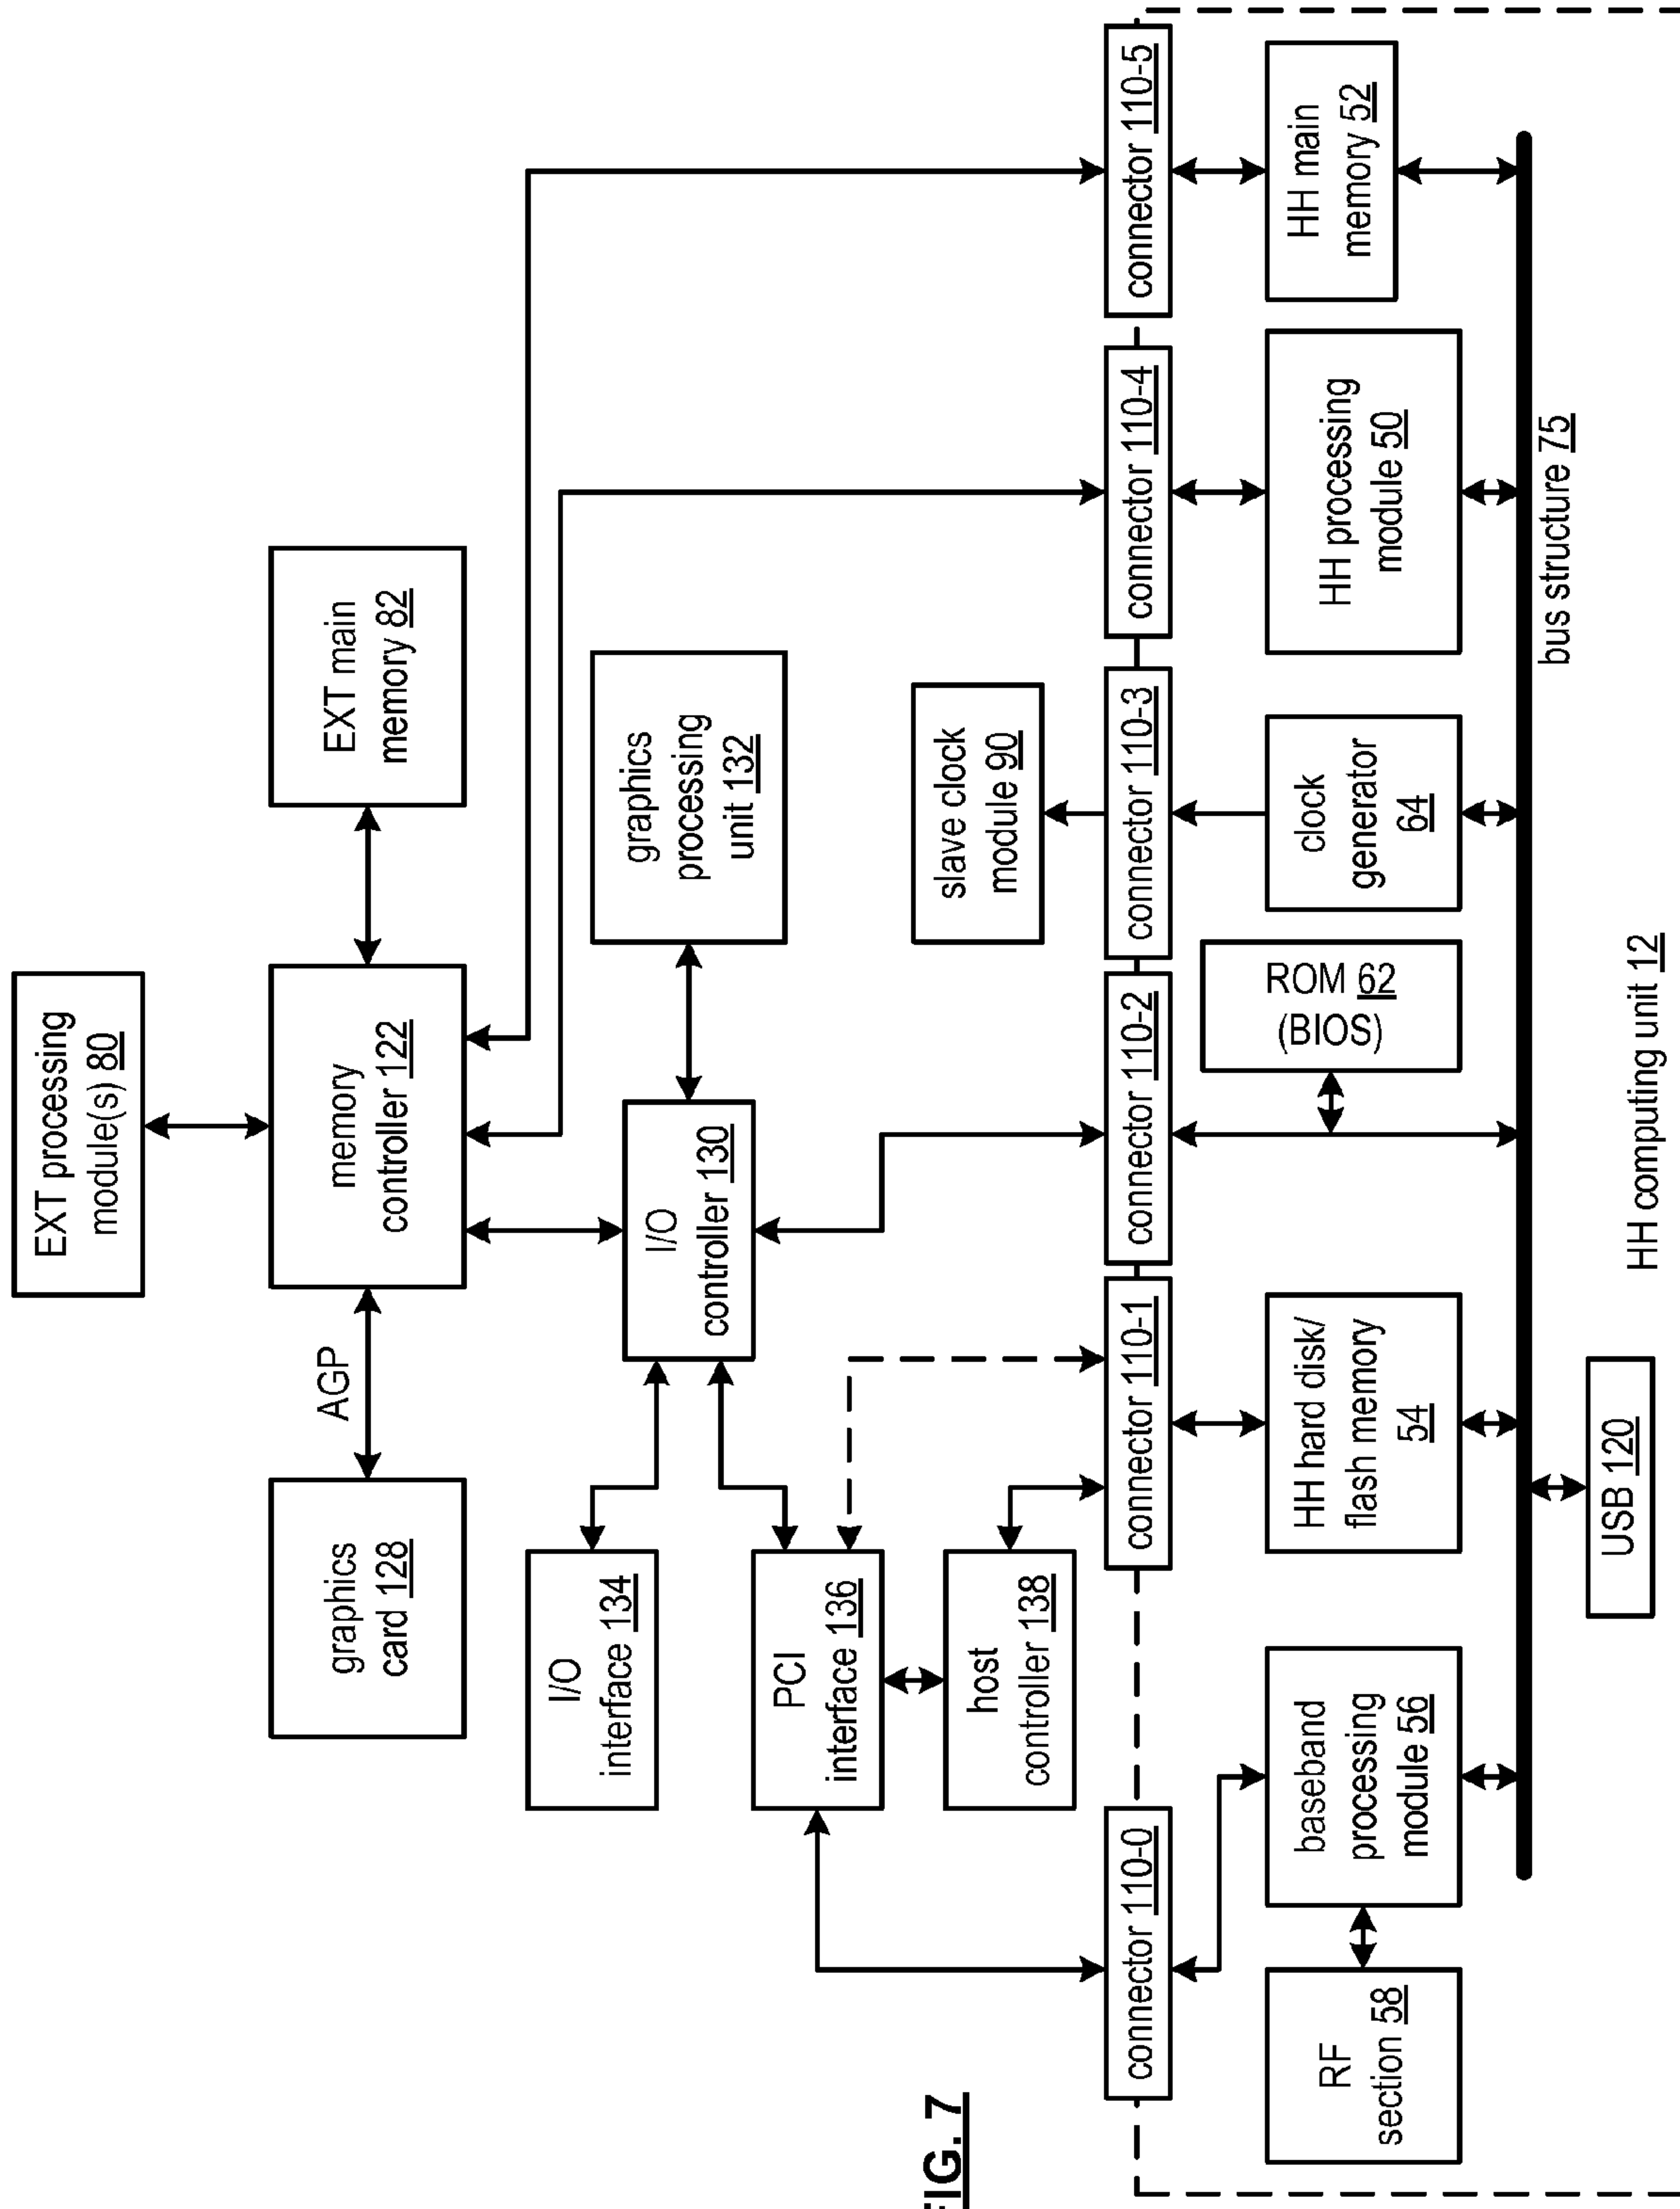 EXT processing
module(s) 80
graphics
card 128
AGP
memory
controller 122
EXT main
memory 82
I/O
interface 134
I/O
controller 130
graphics
processing
unit 132
PCI
interface 136
host
controller 138
slave clock
module 90
FIG. 7
connector 110-0
connector 110-1
connector 110-2
connector 110-3
connector 110-4
connector 110-5
RF
section 58
baseband
processing
module 56
HH hard disk/
flash memory
54
ROM 62
(BIOS)
clock
generator
64
HH processing
module 50
HH main
memory 52
bus structure 75
USB 120
HH computing unit 12